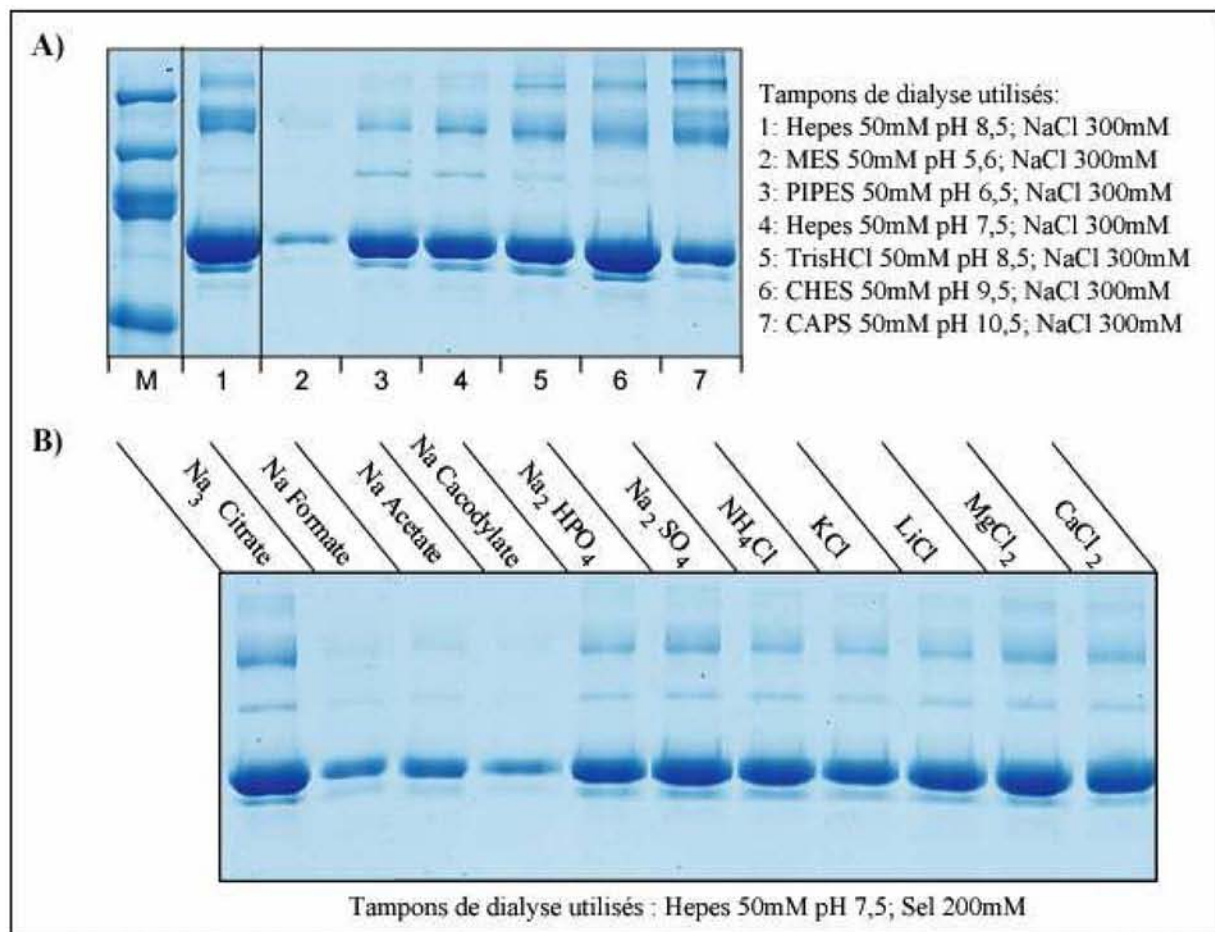 A)
Tampons de dialyse utilisés:
1: Hepes 50mM pH 8,5; NaCl 300mM
2: MES 50mM pH 5,6; NaCl 300mM
3: PIPES 50mM pH 6,5; NaCl 300mM
4: Hepes 50mM pH 7,5; NaCl 300mM
5: TrisHCl 50mM pH 8,5; NaCl 300mM
6: CHES 50mM pH 9,5; NaCl 300mM
7: CAPS 50mM pH 10,5; NaCl 300mM
M 1 2 3 4 5 6 7
B)
Na3 Citrate
Na Formate
Na Acetate
Na Cacodylate
Na2 HPO4
Na2 SO4
NH4Cl
KCl
LiCl
MgCl2
CaCl2
Tampons de dialyse utilisés : Hepes 50mM pH 7,5; Sel 200mM